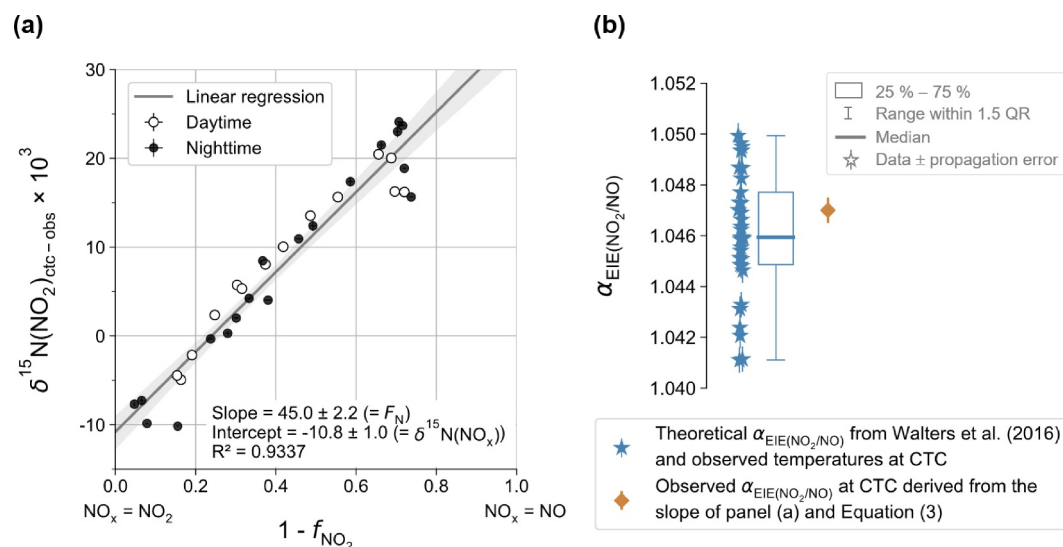 (a)
30
20
10
0
-10
δ¹⁵N(NO₂)ctc − obs × 10³
Linear regression
Daytime
Nighttime
Slope = 45.0 ± 2.2 (= F_N)
Intercept = -10.8 ± 1.0 (= δ¹⁵N(NOₓ))
R² = 0.9337
0.0 0.2 0.4 0.6 0.8 1.0
NOₓ = NO₂ NOₓ = NO
1 - f_NO₂
(b)
1.052
1.050
1.048
1.046
1.044
1.042
1.040
α_EIE(NO₂/NO)
25 % – 75 %
Range within 1.5 QR
Median
Data ± propagation error
Theoretical α_EIE(NO₂/NO) from Walters et al. (2016)
and observed temperatures at CTC
Observed α_EIE(NO₂/NO) at CTC derived from the
slope of panel (a) and Equation (3)